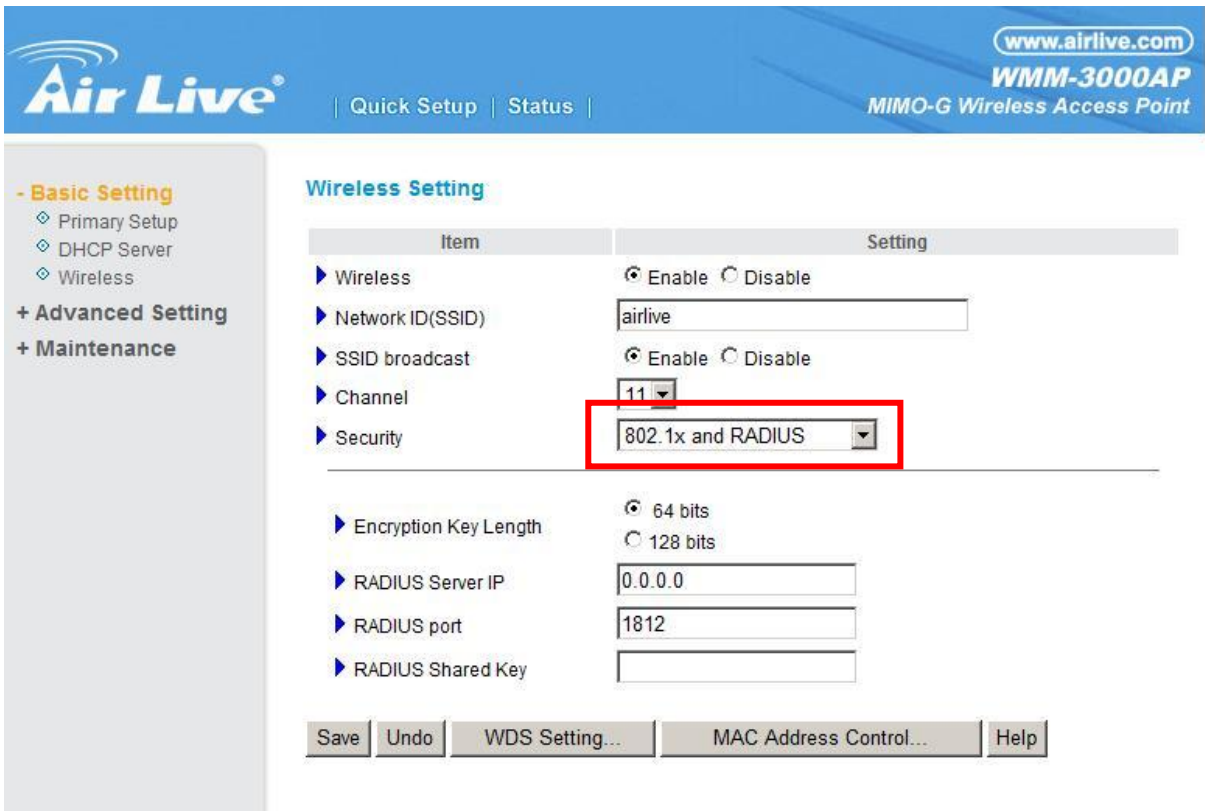 www.airlive.com
Air Live®
| Quick Setup | Status |
WMM-3000AP
MIMO-G Wireless Access Point
- Basic Setting
Primary Setup
DHCP Server
Wireless
+ Advanced Setting
+ Maintenance
Wireless Setting
Item Setting
Wireless Enable Disable
Network ID(SSID) airlive
SSID broadcast Enable Disable
Channel 11
Security 802.1x and RADIUS
Encryption Key Length 64 bits
128 bits
RADIUS Server IP 0.0.0.0
RADIUS port 1812
RADIUS Shared Key
Save Undo WDS Setting... MAC Address Control... Help